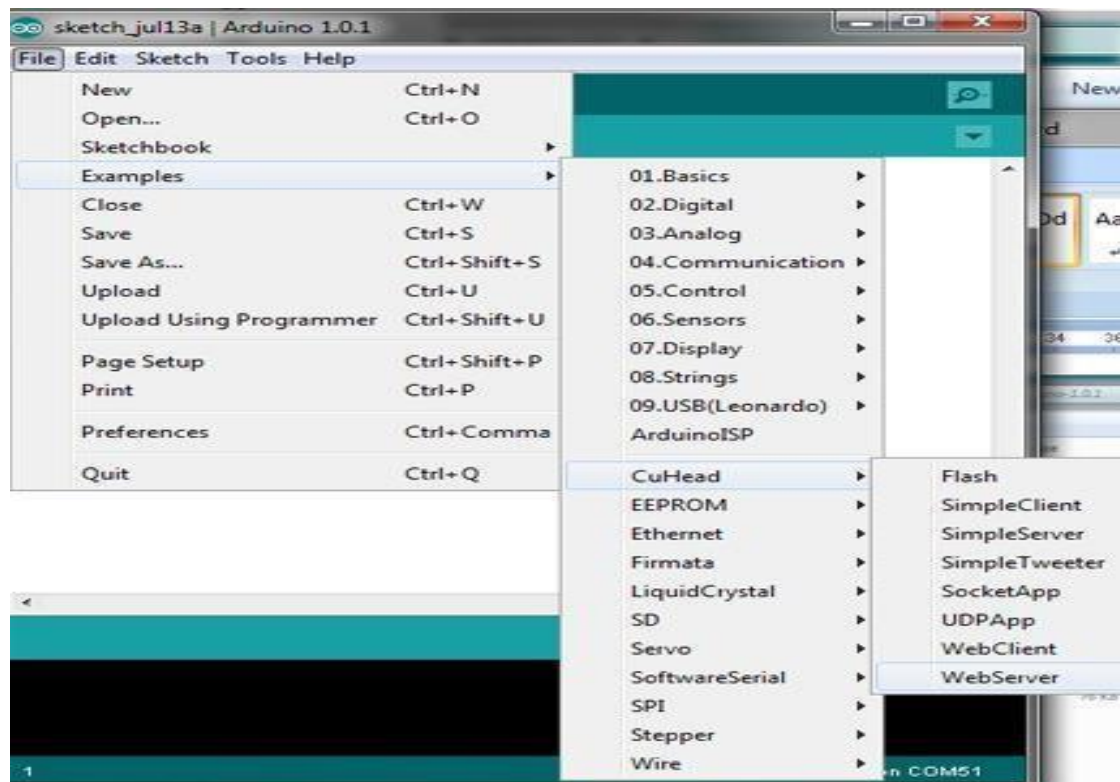 sketch_jul13a | Arduino 1.0.1
File Edit Sketch Tools Help
New Ctrl+N
Open... Ctrl+O
Sketchbook
Examples
Close Ctrl+W
Save Ctrl+S
Save As... Ctrl+Shift+S
Upload Ctrl+U
Upload Using Programmer Ctrl+Shift+U
Page Setup Ctrl+Shift+P
Print Ctrl+P
Preferences Ctrl+Comma
Quit Ctrl+Q
01.Basics
02.Digital
03.Analog
04.Communication
05.Control
06.Sensors
07.Display
08.Strings
09.USB(Leonardo)
ArduinoISP
CuHead
EEPROM
Ethernet
Firmata
LiquidCrystal
SD
Servo
SoftwareSerial
SPI
Stepper
Wire
Flash
SimpleClient
SimpleServer
SimpleTweeter
SocketApp
UDPApp
WebClient
WebServer
New
d
Dd Aa
34 36
1
n COM51